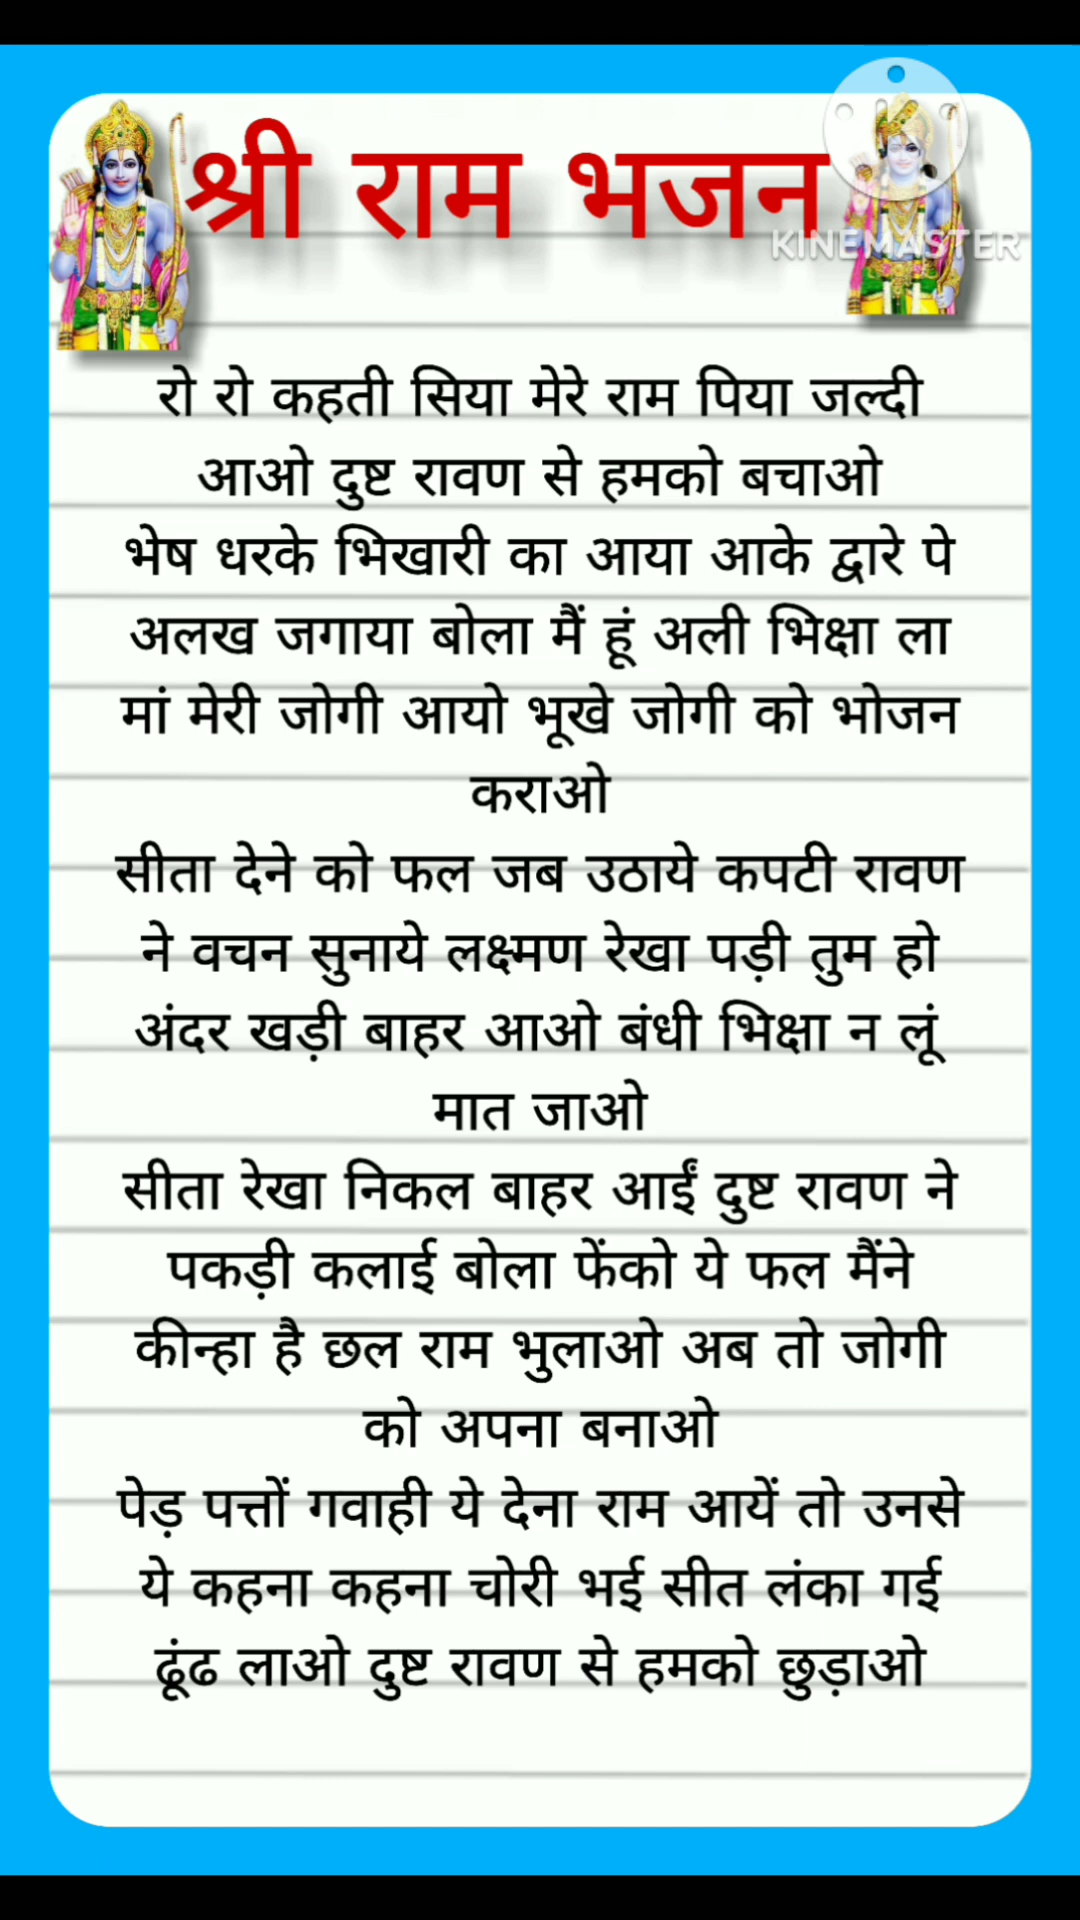 श्री राम भजन
KINEMASTER
रो रो कहती सिया मेरे राम पिया जल्दी
आओ दुष्ट रावण से हमको बचाओ
भेष धरके भिखारी का आया आके द्वारे पे
अलख जगाया बोला मैं हूं अली भिक्षा ला
मां मेरी जोगी आयो भूखे जोगी को भोजन
कराओ
सीता देने को फल जब उठाये कपटी रावण
ने वचन सुनाये लक्ष्मण रेखा पड़ी तुम हो
अंदर खड़ी बाहर आओ बंधी भिक्षा न लूं
मात जाओ
सीता रेखा निकल बाहर आईं दुष्ट रावण ने
पकड़ी कलाई बोला फेंको ये फल मैंने
कीन्हा है छल राम भुलाओ अब तो जोगी
को अपना बनाओ
पेड़ पत्तों गवाही ये देना राम आयें तो उनसे
ये कहना कहना चोरी भई सीत लंका गई
ढूंढ लाओ दुष्ट रावण से हमको छुड़ाओ